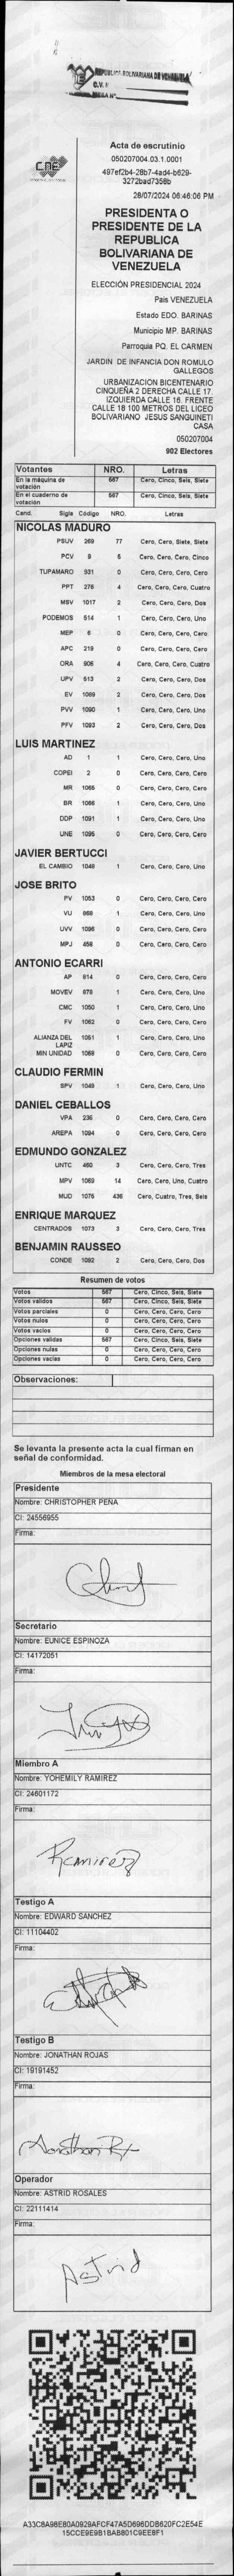 REPUBLICA BOLIVARIANA DE VENEZUELA
C.V. Nº
MESA Nº
CNE
Acta de escrutinio
050207004.03.1.0001
497ef2b4-28b7-4ad4-b629-
3272bad7358b
28/07/2024 06:46:06 PM
PRESIDENTA O
PRESIDENTE DE LA
REPUBLICA
BOLIVARIANA DE
VENEZUELA
ELECCIÓN PRESIDENCIAL 2024
Pais VENEZUELA
Estado EDO. BARINAS
Municipio MP. BARINAS
Parroquia PQ. EL CARMEN
JARDIN DE INFANCIA DON ROMULO
GALLEGOS
URBANIZACION BICENTENARIO
CINQUEÑA 2 DERECHA CALLE 17.
IZQUIERDA CALLE 16. FRENTE
CALLE 18 100 METROS DEL LICEO
BOLIVARIANO JESUS SANGUINETI
CASA
050207004
902 Electores
Votantes NRO. Letras
En la máquina de votación 567 Cero, Cinco, Seis, Siete
En el cuaderno de votación 567 Cero, Cinco, Seis, Siete
Cand. Sigla Código NRO. Letras
NICOLAS MADURO
PSUV 269 77 Cero, Cero, Siete, Siete
PCV 9 5 Cero, Cero, Cero, Cinco
TUPAMARO 931 0 Cero, Cero, Cero, Cero
PPT 276 4 Cero, Cero, Cero, Cuatro
MSV 1017 2 Cero, Cero, Cero, Dos
PODEMOS 514 1 Cero, Cero, Cero, Uno
MEP 6 0 Cero, Cero, Cero, Cero
APC 219 0 Cero, Cero, Cero, Cero
ORA 906 4 Cero, Cero, Cero, Cuatro
UPV 513 2 Cero, Cero, Cero, Dos
EV 1089 2 Cero, Cero, Cero, Dos
PVV 1090 1 Cero, Cero, Cero, Uno
PFV 1093 2 Cero, Cero, Cero, Dos
LUIS MARTINEZ
AD 1 1 Cero, Cero, Cero, Uno
COPEI 2 0 Cero, Cero, Cero, Cero
MR 1065 0 Cero, Cero, Cero, Cero
BR 1066 1 Cero, Cero, Cero, Uno
DDP 1091 1 Cero, Cero, Cero, Uno
UNE 1095 0 Cero, Cero, Cero, Cero
JAVIER BERTUCCI
EL CAMBIO 1048 1 Cero, Cero, Cero, Uno
JOSE BRITO
PV 1053 0 Cero, Cero, Cero, Cero
VU 868 1 Cero, Cero, Cero, Uno
UVV 1096 0 Cero, Cero, Cero, Cero
MPJ 458 0 Cero, Cero, Cero, Cero
ANTONIO ECARRI
AP 814 0 Cero, Cero, Cero, Cero
MOVEV 879 1 Cero, Cero, Cero, Uno
CMC 1050 1 Cero, Cero, Cero, Uno
FV 1062 0 Cero, Cero, Cero, Cero
ALIANZA DEL LAPIZ 1051 1 Cero, Cero, Cero, Uno
MIN UNIDAD 1068 0 Cero, Cero, Cero, Cero
CLAUDIO FERMIN
SPV 1049 1 Cero, Cero, Cero, Uno
DANIEL CEBALLOS
VPA 236 0 Cero, Cero, Cero, Cero
AREPA 1094 0 Cero, Cero, Cero, Cero
EDMUNDO GONZALEZ
UNTC 460 3 Cero, Cero, Cero, Tres
MPV 1069 14 Cero, Cero, Uno, Cuatro
MUD 1075 436 Cero, Cuatro, Tres, Seis
ENRIQUE MARQUEZ
CENTRADOS 1073 3 Cero, Cero, Cero, Tres
BENJAMIN RAUSSEO
CONDE 1092 2 Cero, Cero, Cero, Dos
Resumen de votos
Votos 567 Cero, Cinco, Seis, Siete
Votos validos 567 Cero, Cinco, Seis, Siete
Votos parciales 0 Cero, Cero, Cero, Cero
Votos nulos 0 Cero, Cero, Cero, Cero
Votos vacios 0 Cero, Cero, Cero, Cero
Opciones validas 567 Cero, Cinco, Seis, Siete
Opciones nulas 0 Cero, Cero, Cero, Cero
Opciones vacias 0 Cero, Cero, Cero, Cero
Observaciones:
Se levanta la presente acta la cual firman en
señal de conformidad.
Miembros de la mesa electoral
Presidente
Nombre: CHRISTOPHER PENA
CI: 24556955
Firma:
Secretario
Nombre: EUNICE ESPINOZA
CI: 14172051
Firma:
Miembro A
Nombre: YOHEMILY RAMIREZ
CI: 24601172
Firma:
Ramirez
Testigo A
Nombre: EDWARD SANCHEZ
CI: 11104402
Firma:
Testigo B
Nombre: JONATHAN ROJAS
CI: 19191452
Firma:
Jonathan
Operador
Nombre: ASTRID ROSALES
CI: 22111414
Firma:
Astrid
A33C8A98E80A0929AFCF47A5D696DDB620FC2E54E
15CCE9E9B1BAB801C9EE8F1